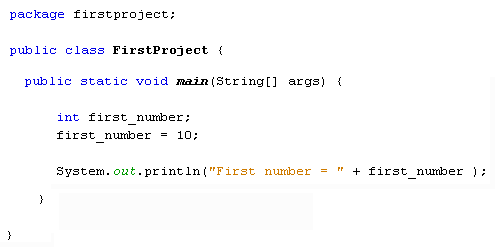 package firstproject;
public class FirstProject {
public static void main(String[] args) {
int first_number;
first_number = 10;
System.out.println("First number = " + first_number );
}
}